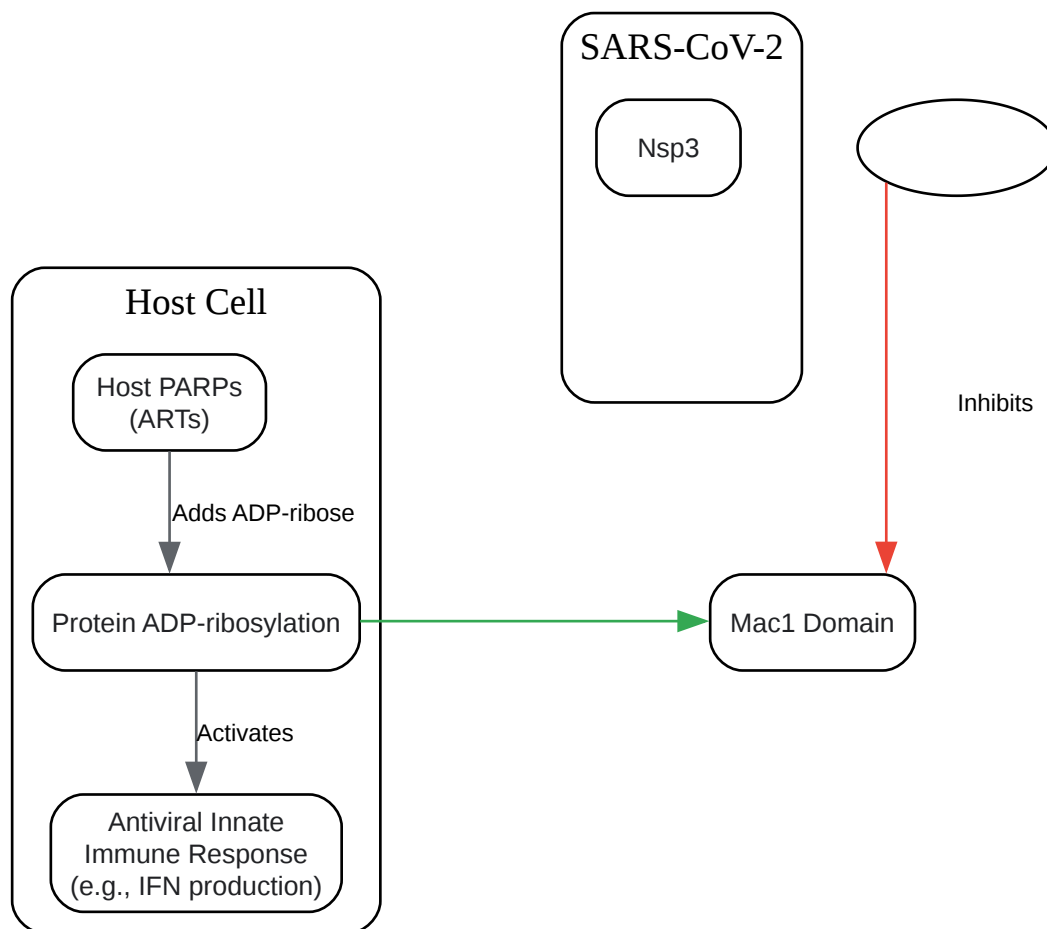 SARS-CoV-2
Nsp3
Host Cell
Host PARPs
(ARTs)
Inhibits
Adds ADP-ribose
Protein ADP-ribosylation
Mac1 Domain
Activates
Antiviral Innate
Immune Response
(e.g., IFN production)